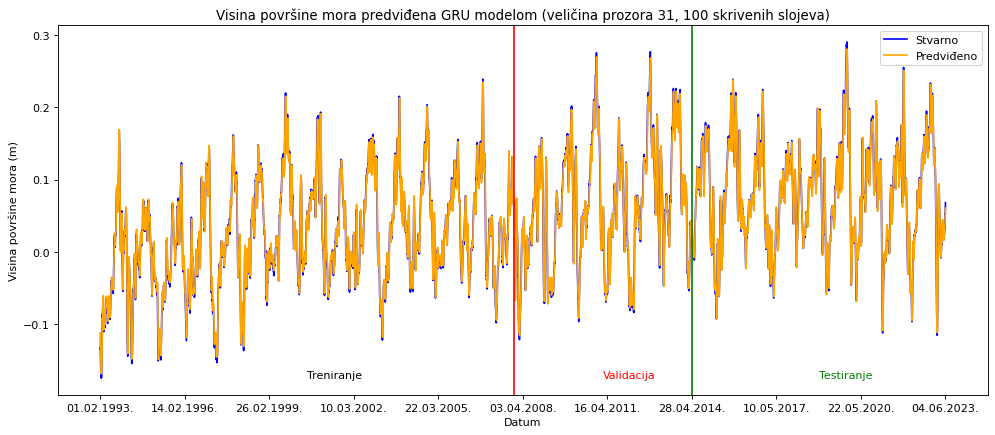 Visina površine mora predviđena GRU modelom (veličina prozora 31, 100 skrivenih slojeva)
Stvarno
Predviđeno
0.3
0.2
0.1
0.0
−0.1
Visina površine mora (m)
Treniranje
Validacija
Testiranje
01.02.1993. 14.02.1996. 26.02.1999. 10.03.2002. 22.03.2005. 03.04.2008. 16.04.2011. 28.04.2014. 10.05.2017. 22.05.2020. 04.06.2023.
Datum